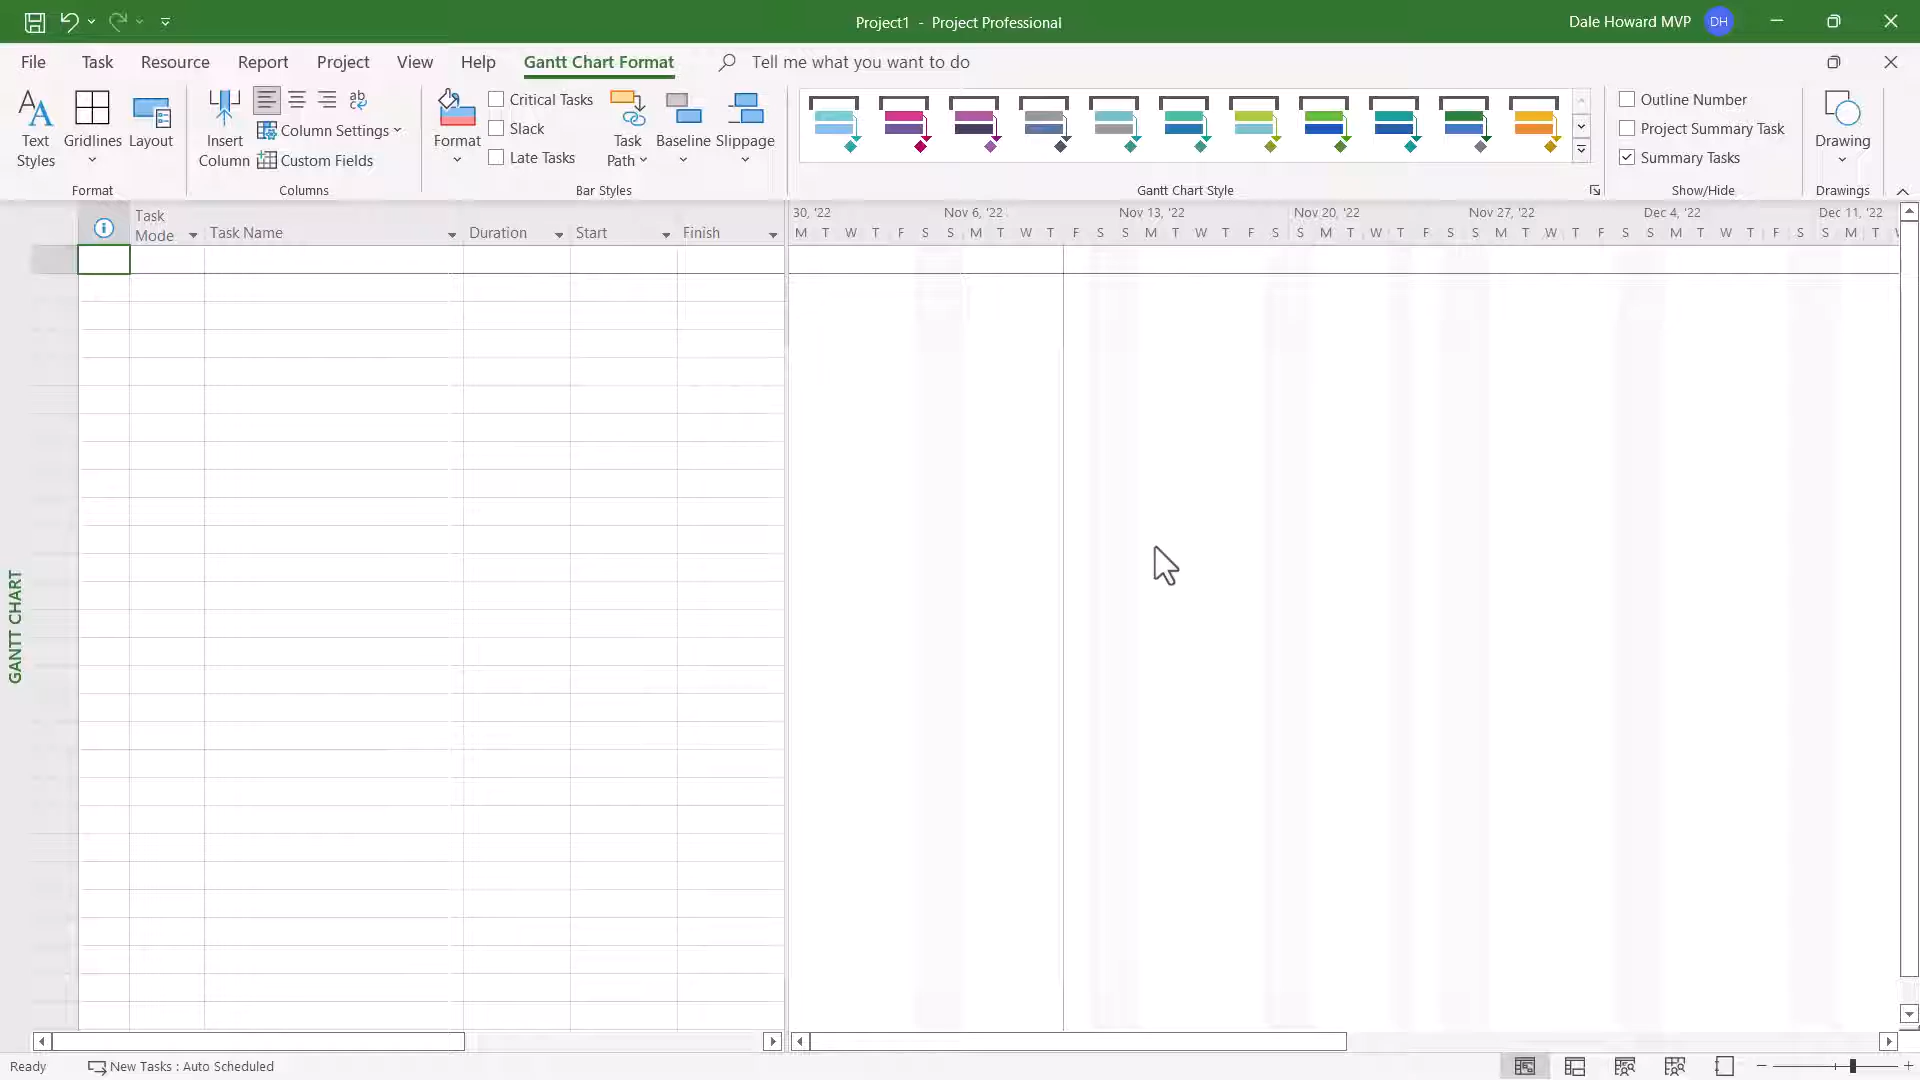 Project1 - Project Professional
Dale Howard MVP DH
File Task Resource Report Project View Help Gantt Chart Format Tell me what you want to do
Text Styles
Gridlines
Layout
Format
Insert Column
ab
Column Settings
Custom Fields
Columns
Format
Critical Tasks
Slack
Late Tasks
Task Path
Baseline
Slippage
Bar Styles
Gantt Chart Style
Outline Number
Project Summary Task
Summary Tasks
Show/Hide
Drawing
Drawings
Task Mode
Task Name
Duration
Start
Finish
30, '22 Nov 6, '22 Nov 13, '22 Nov 20, '22 Nov 27, '22 Dec 4, '22 Dec 11, '22
M T W T F S S M T W T F S S M T W T F S S M T W T F S S M T W T F S S M T W T F S S M T W
GANTT CHART
Ready New Tasks : Auto Scheduled